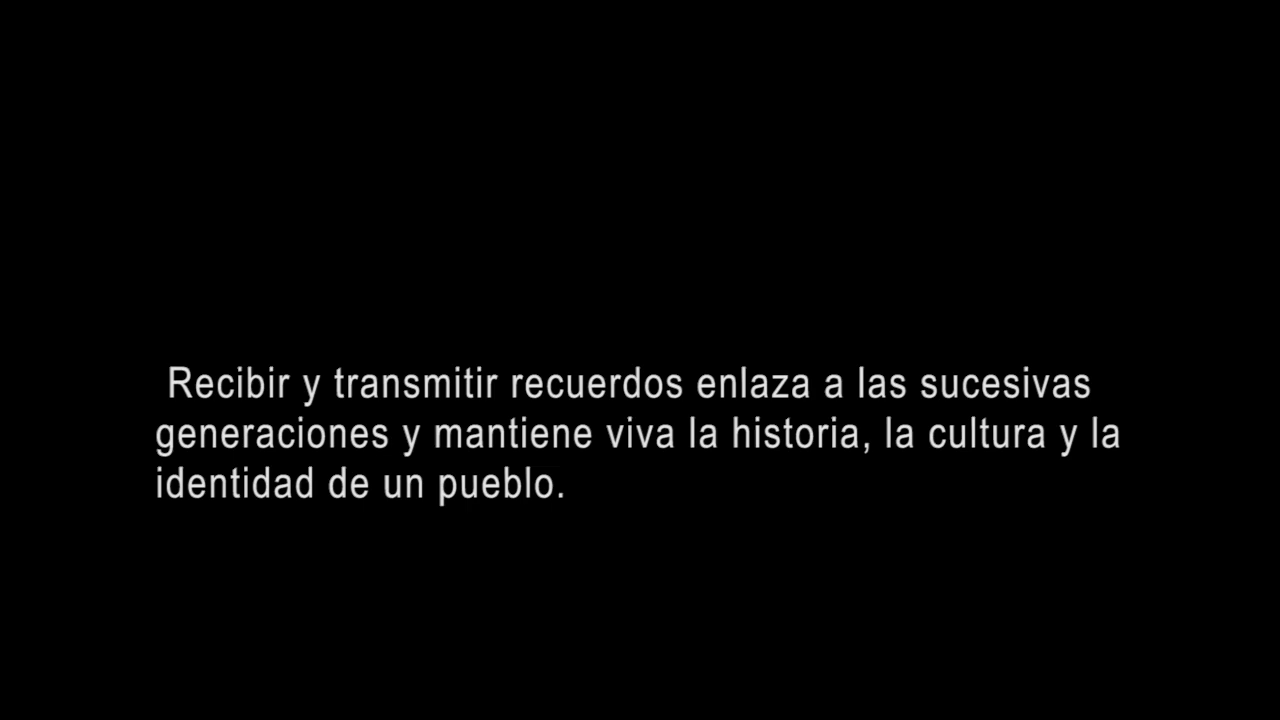 Recibir y transmitir recuerdos enlaza a las sucesivas
generaciones y mantiene viva la historia, la cultura y la
identidad de un pueblo.